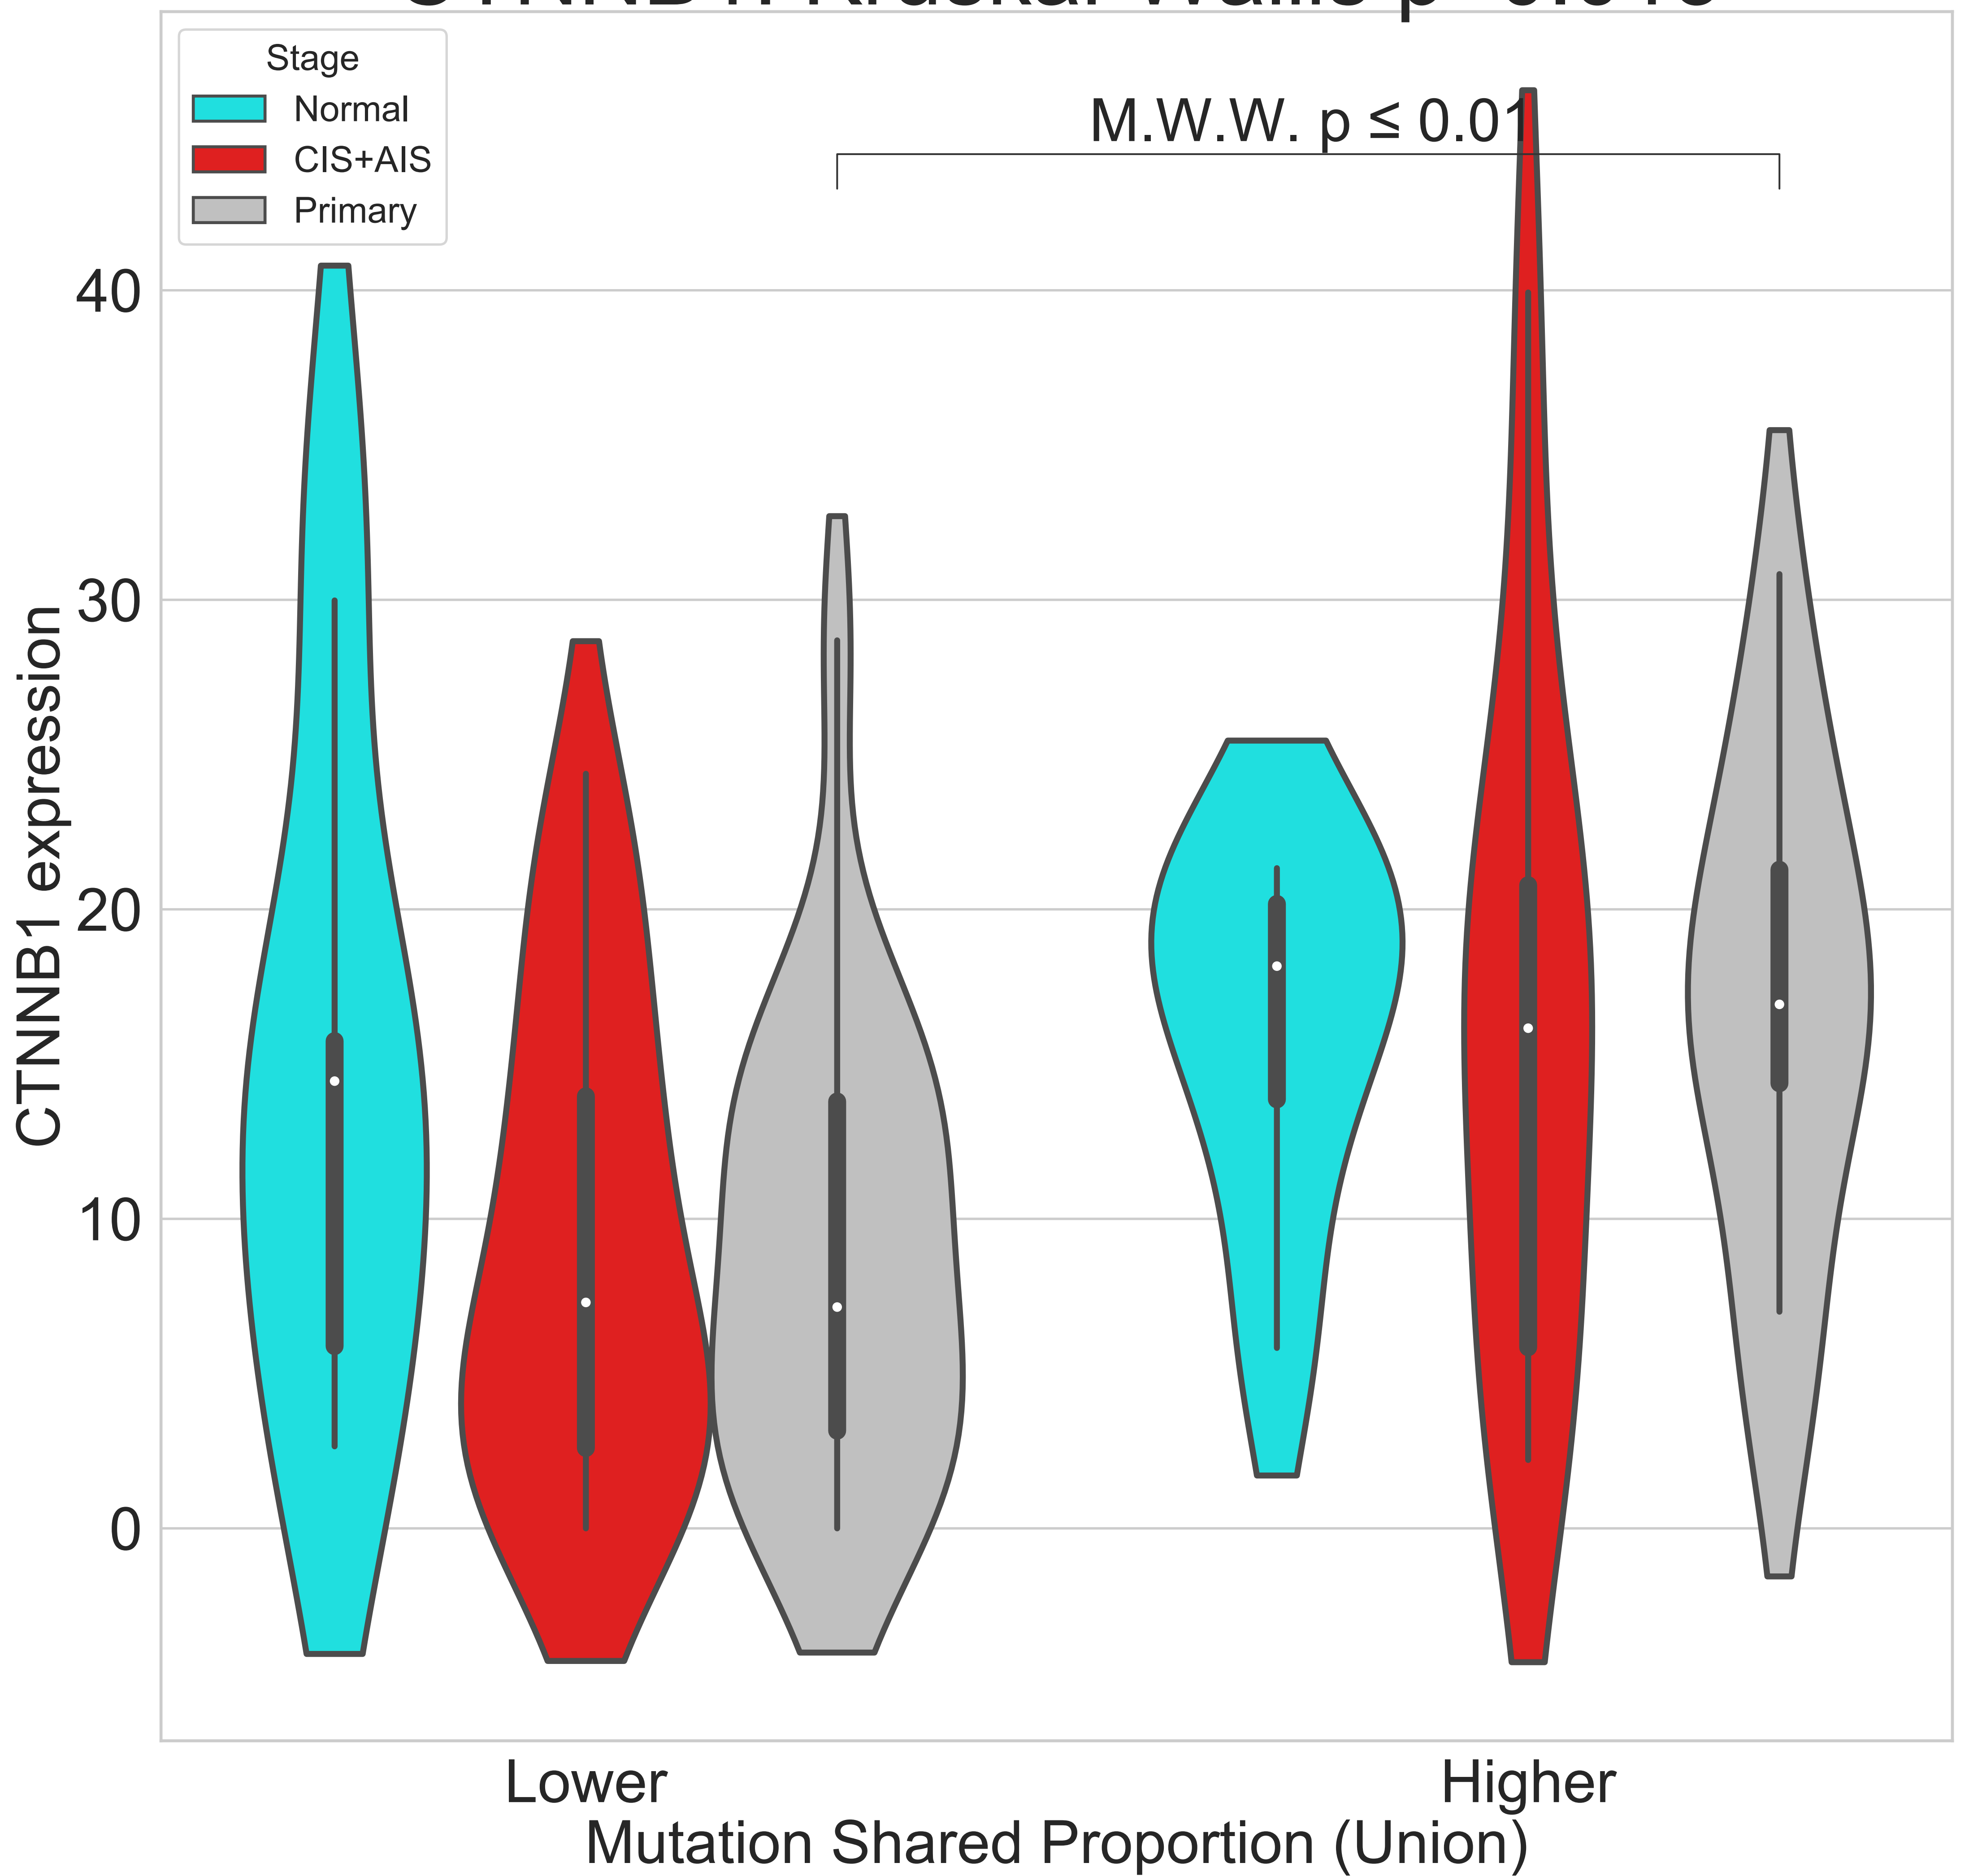 Stage
Normal
CIS+AIS
Primary
M.W.W. p ≤ 0.01
40
30
20
10
0
CTNNB1 expression
Lower
Higher
Mutation Shared Proportion (Union)